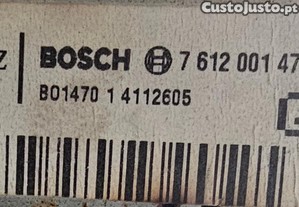 CustoJusto.pt
Z BOSCH 7 612 001 47
B01470 1 4112605